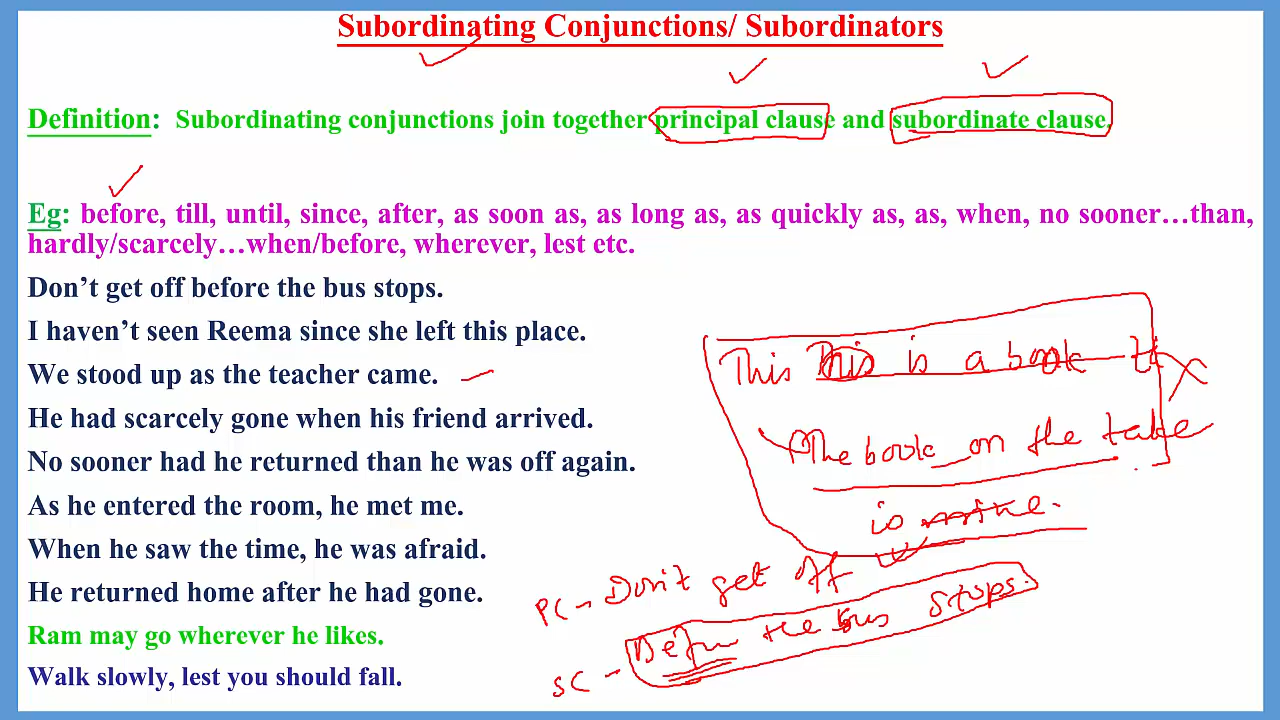 Subordinating Conjunctions/ Subordinators
Definition: Subordinating conjunctions join together principal clause and subordinate clause.
Eg: before, till, until, since, after, as soon as, as long as, as quickly as, as, when, no sooner…than,
hardly/scarcely…when/before, wherever, lest etc.
Don’t get off before the bus stops.
I haven’t seen Reema since she left this place.
We stood up as the teacher came.
He had scarcely gone when his friend arrived.
No sooner had he returned than he was off again.
As he entered the room, he met me.
When he saw the time, he was afraid.
He returned home after he had gone.
Ram may go wherever he likes.
Walk slowly, lest you should fall.
This This is a book
The book on the table
is mine.
PC - Don't get off
SC - Before the bus stops.